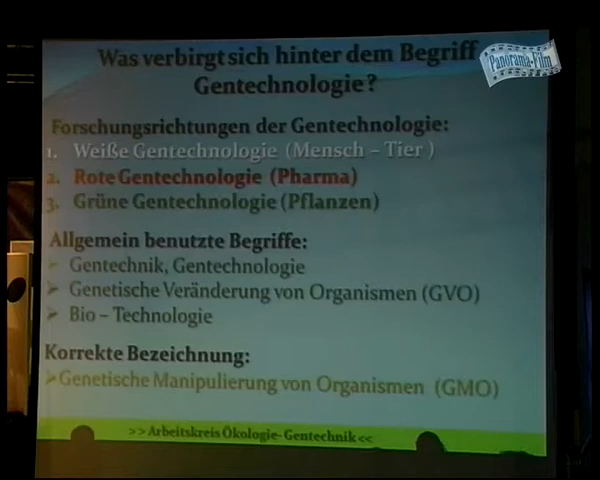 Was verbirgt sich hinter dem Begriff
Gentechnologie?
Panorama-Film
Forschungsrichtungen der Gentechnologie:
1. Weiße Gentechnologie (Mensch – Tier )
2. Rote Gentechnologie (Pharma)
3. Grüne Gentechnologie (Pflanzen)
Allgemein benutzte Begriffe:
➢ Gentechnik, Gentechnologie
➢ Genetische Veränderung von Organismen (GVO)
➢ Bio – Technologie
Korrekte Bezeichnung:
➢Genetische Manipulierung von Organismen (GMO)
>> Arbeitskreis Ökologie-Gentechnik <<